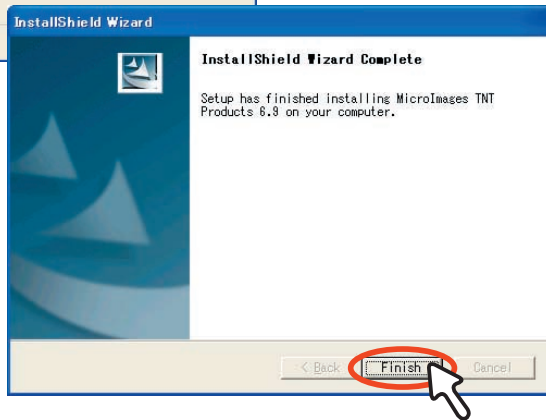 InstallShield Wizard
InstallShield Wizard Complete
Setup has finished installing MicroImages TNT
Products 6.9 on your computer.
< Back
Finish
Cancel